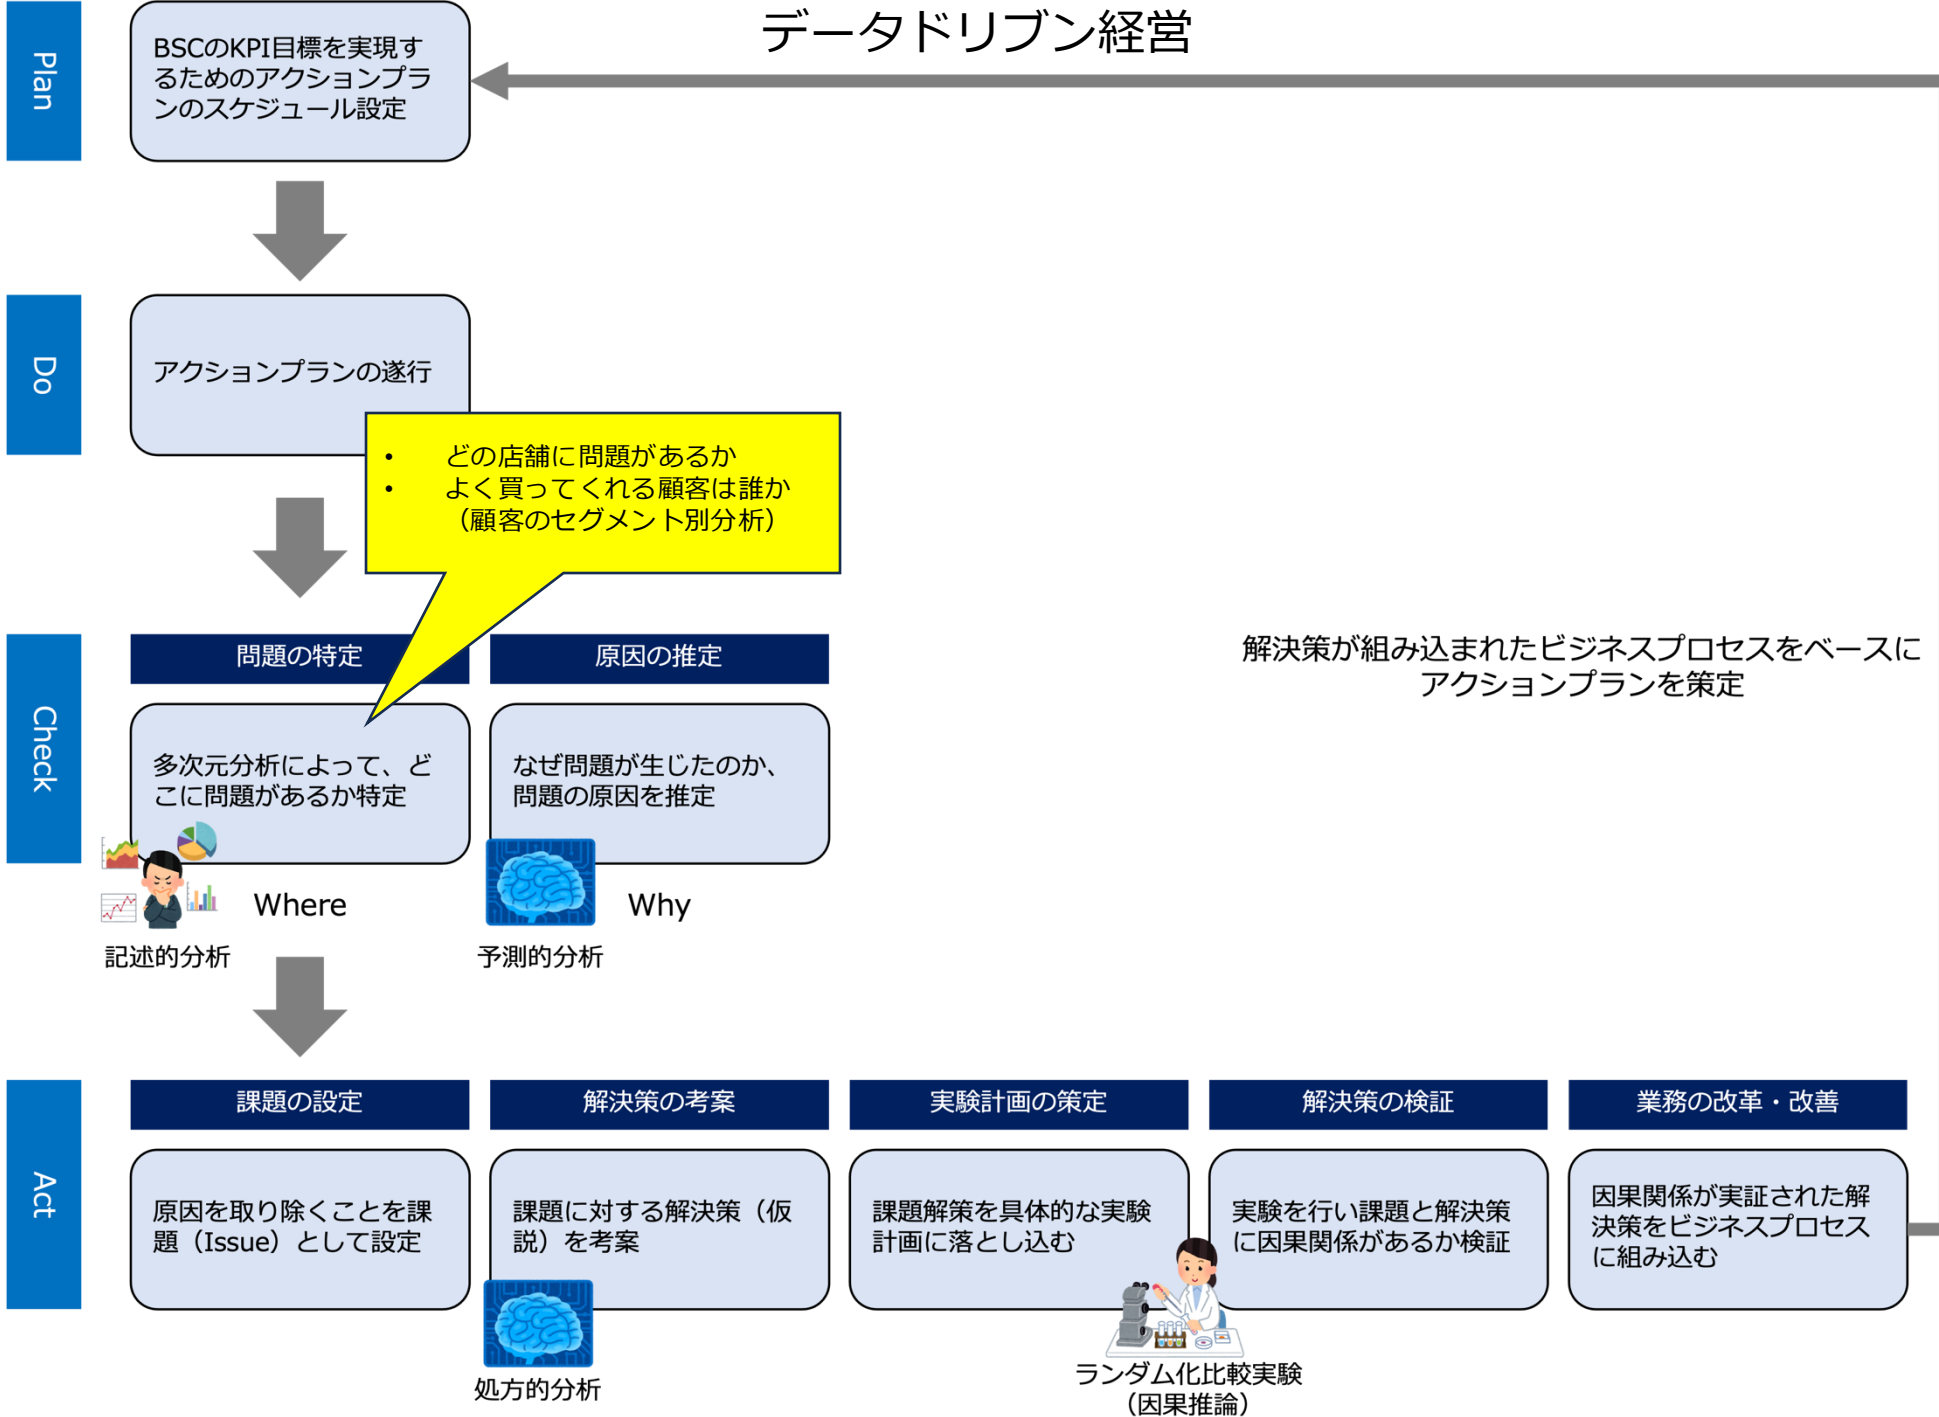 データドリブン経営
Plan
BSCのKPI目標を実現す
るためのアクションプラ
ンのスケジュール設定
Do
アクションプランの遂行
• どの店舗に問題があるか
• よく買ってくれる顧客は誰か
（顧客のセグメント別分析）
Check
問題の特定
多次元分析によって、ど
こに問題があるか特定
Where
記述的分析
原因の推定
なぜ問題が生じたのか、
問題の原因を推定
Why
予測的分析
解決策が組み込まれたビジネスプロセスをベースに
アクションプランを策定
Act
課題の設定
原因を取り除くことを課
題（Issue）として設定
解決策の考案
課題に対する解決策（仮
説）を考案
処方的分析
実験計画の策定
課題解策を具体的な実験
計画に落とし込む
解決策の検証
実験を行い課題と解決策
に因果関係があるか検証
ランダム化比較実験
（因果推論）
業務の改革・改善
因果関係が実証された解
決策をビジネスプロセス
に組み込む